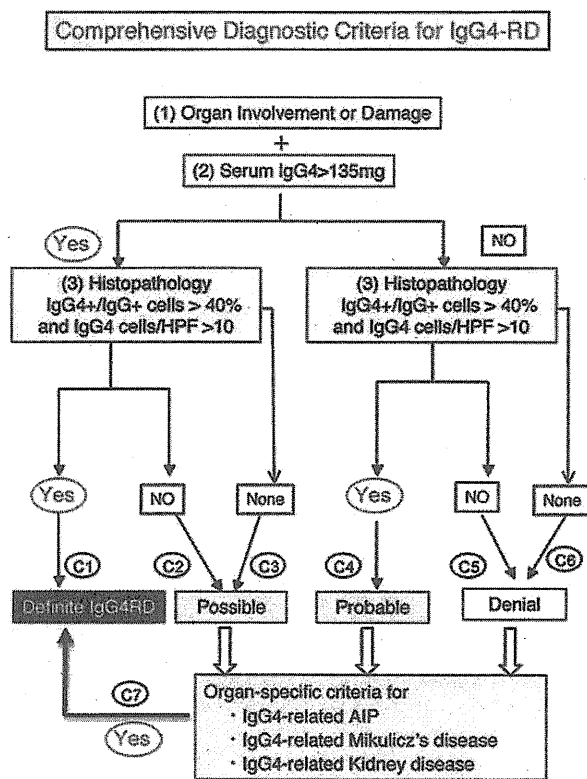 Comprehensive Diagnostic Criteria for IgG4-RD
(1) Organ Involvement or Damage
+
(2) Serum IgG4>135mg
Yes
NO
(3) Histopathology
IgG4+/IgG+ cells > 40%
and IgG4 cells/HPF >10
(3) Histopathology
IgG4+/IgG+ cells > 40%
and IgG4 cells/HPF >10
Yes
NO
None
Yes
NO
None
C1
C2
C3
C4
C5
C6
Definite IgG4RD
Possible
Probable
Denial
C7
Yes
Organ-specific criteria for
・IgG4-related AIP
・IgG4-related Mikulicz's disease
・IgG4-related Kidney disease